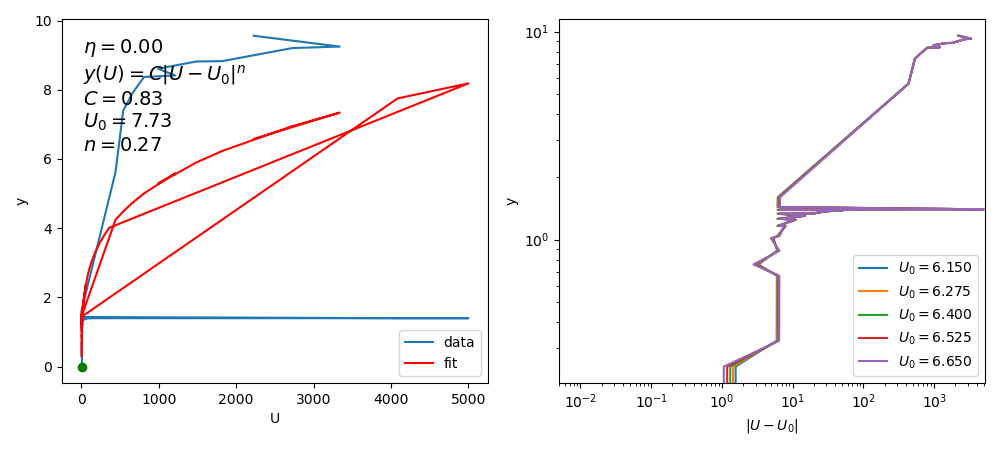 10
8
6
4
2
0
y
η = 0.00
y(U) = C|U − U₀|ⁿ
C = 0.83
U₀ = 7.73
n = 0.27
data
fit
0 1000 2000 3000 4000 5000
U
10¹
10⁰
y
U₀ = 6.150
U₀ = 6.275
U₀ = 6.400
U₀ = 6.525
U₀ = 6.650
10⁻² 10⁻¹ 10⁰ 10¹ 10² 10³
|U − U₀|